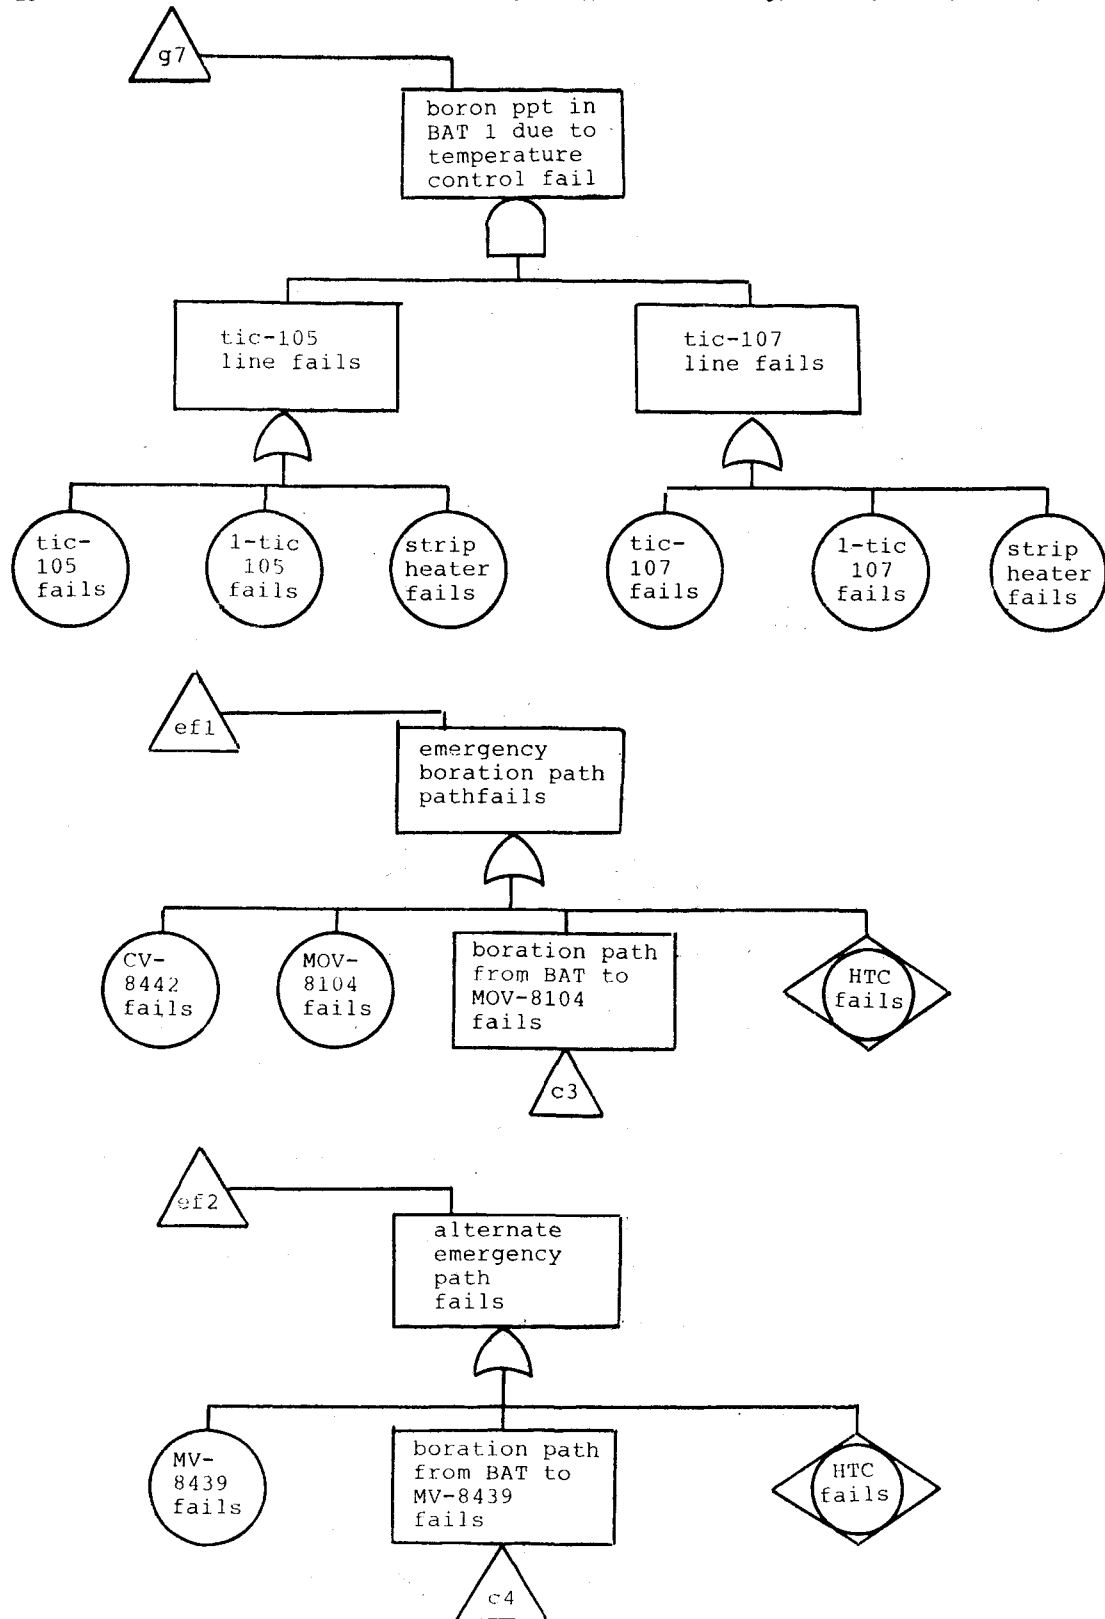 g7
boron ppt in
BAT 1 due to
temperature
control fail
tic-105
line fails
tic-107
line fails
tic-
105
fails
1-tic
105
fails
strip
heater
fails
tic-
107
fails
1-tic
107
fails
strip
heater
fails
ef1
emergency
boration path
pathfails
CV-
8442
fails
MOV-
8104
fails
boration path
from BAT to
MOV-8104
fails
HTC
fails
c3
ef2
alternate
emergency
path
fails
MV-
8439
fails
boration path
from BAT to
MV-8439
fails
HTC
fails
c4